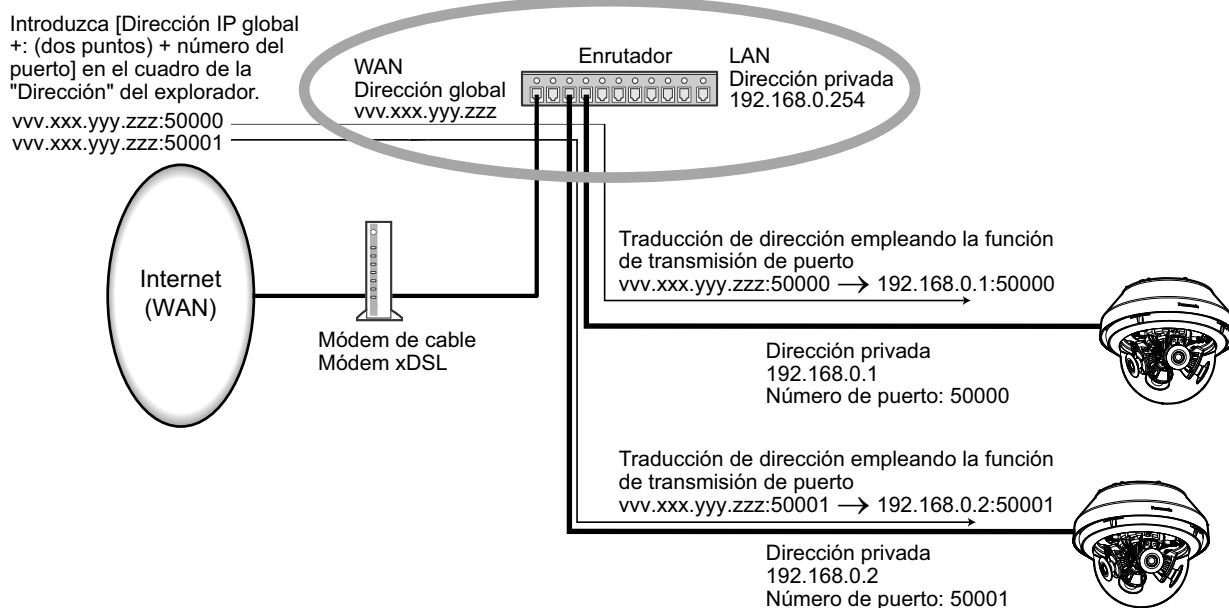 Introduzca [Dirección IP global
+: (dos puntos) + número del
puerto] en el cuadro de la
"Dirección" del explorador.
vvv.xxx.yyy.zzz:50000
vvv.xxx.yyy.zzz:50001
WAN
Dirección global
vvv.xxx.yyy.zzz
Enrutador
LAN
Dirección privada
192.168.0.254
Internet
(WAN)
Módem de cable
Módem xDSL
Traducción de dirección empleando la función
de transmisión de puerto
vvv.xxx.yyy.zzz:50000 → 192.168.0.1:50000
Dirección privada
192.168.0.1
Número de puerto: 50000
Traducción de dirección empleando la función
de transmisión de puerto
vvv.xxx.yyy.zzz:50001 → 192.168.0.2:50001
Dirección privada
192.168.0.2
Número de puerto: 50001